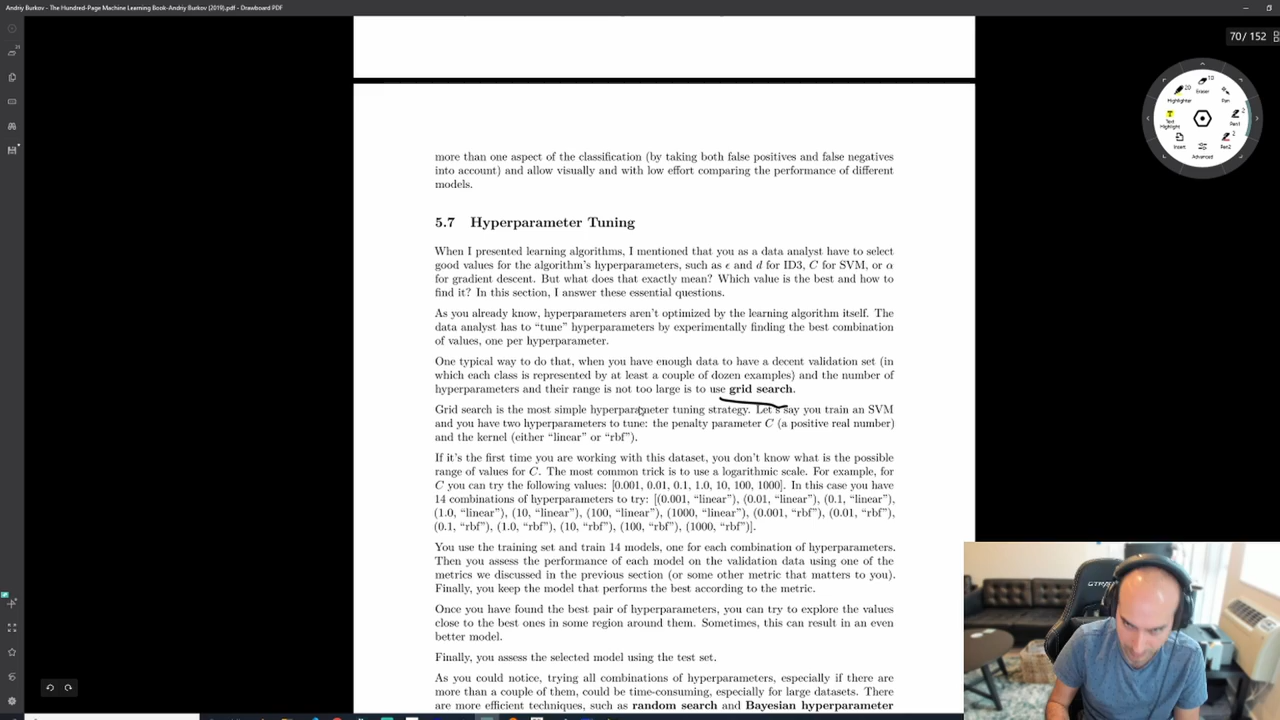 Andriy Burkov - The Hundred-Page Machine Learning Book-Andriy Burkov (2019).pdf - Drawboard PDF
70 / 152
10
Eraser
20
Highlighter
Pan
2
Pen1
Text Highlight
2
Pen2
Insert
Advanced
more than one aspect of the classification (by taking both false positives and false negatives
into account) and allow visually and with low effort comparing the performance of different
models.
5.7 Hyperparameter Tuning
When I presented learning algorithms, I mentioned that you as a data analyst have to select
good values for the algorithm's hyperparameters, such as ϵ and d for ID3, C for SVM, or α
for gradient descent. But what does that exactly mean? Which value is the best and how to
find it? In this section, I answer these essential questions.
As you already know, hyperparameters aren't optimized by the learning algorithm itself. The
data analyst has to “tune” hyperparameters by experimentally finding the best combination
of values, one per hyperparameter.
One typical way to do that, when you have enough data to have a decent validation set (in
which each class is represented by at least a couple of dozen examples) and the number of
hyperparameters and their range is not too large is to use grid search.
Grid search is the most simple hyperparameter tuning strategy. Let's say you train an SVM
and you have two hyperparameters to tune: the penalty parameter C (a positive real number)
and the kernel (either “linear” or “rbf”).
If it's the first time you are working with this dataset, you don't know what is the possible
range of values for C. The most common trick is to use a logarithmic scale. For example, for
C you can try the following values: [0.001, 0.01, 0.1, 1.0, 10, 100, 1000]. In this case you have
14 combinations of hyperparameters to try: [(0.001, “linear”), (0.01, “linear”), (0.1, “linear”),
(1.0, “linear”), (10, “linear”), (100, “linear”), (1000, “linear”), (0.001, “rbf”), (0.01, “rbf”),
(0.1, “rbf”), (1.0, “rbf”), (10, “rbf”), (100, “rbf”), (1000, “rbf”)].
You use the training set and train 14 models, one for each combination of hyperparameters.
Then you assess the performance of each model on the validation data using one of the
metrics we discussed in the previous section (or some other metric that matters to you).
Finally, you keep the model that performs the best according to the metric.
Once you have found the best pair of hyperparameters, you can try to explore the values
close to the best ones in some region around them. Sometimes, this can result in an even
better model.
Finally, you assess the selected model using the test set.
As you could notice, trying all combinations of hyperparameters, especially if there are
more than a couple of them, could be time-consuming, especially for large datasets. There
are more efficient techniques, such as random search and Bayesian hyperparameter